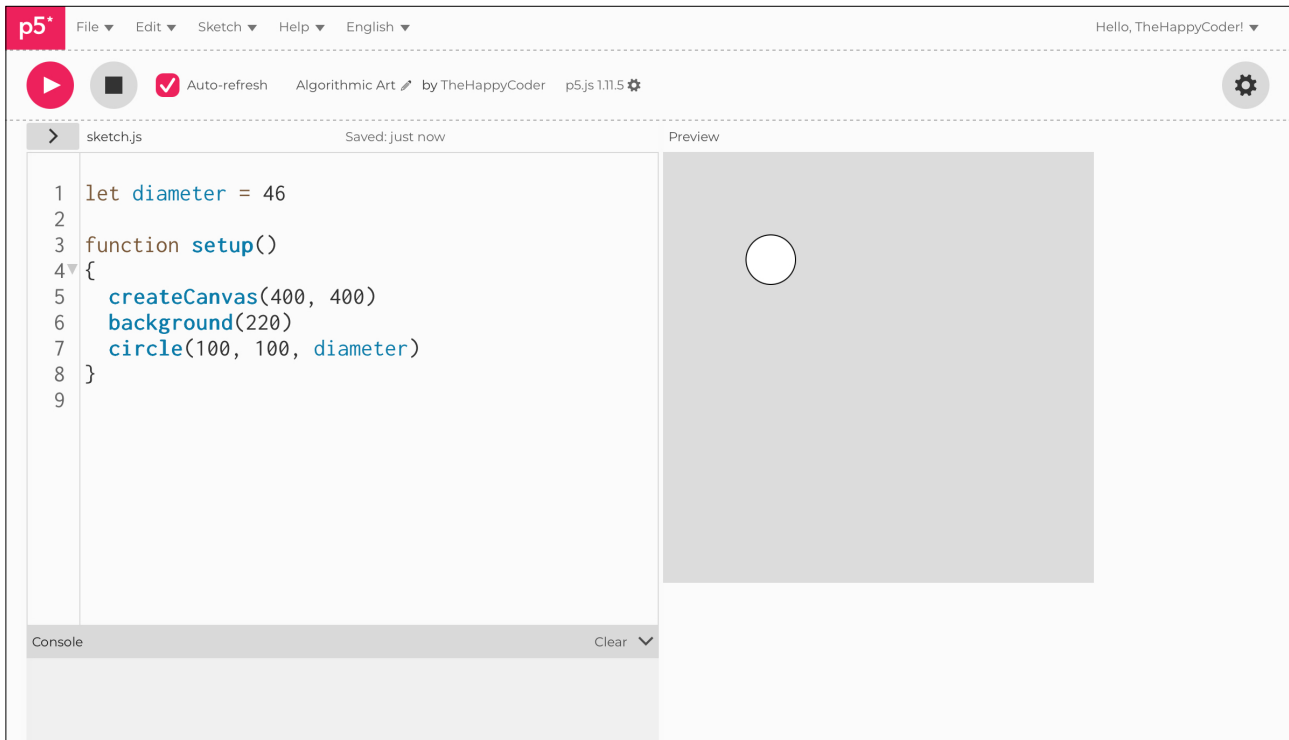 p5* File Edit Sketch Help English Hello, TheHappyCoder!
Auto-refresh Algorithmic Art by TheHappyCoder p5.js 1.11.5
sketch.js Saved: just now Preview
1 let diameter = 46
2
3 function setup()
4 {
5 createCanvas(400, 400)
6 background(220)
7 circle(100, 100, diameter)
8 }
9
Console Clear